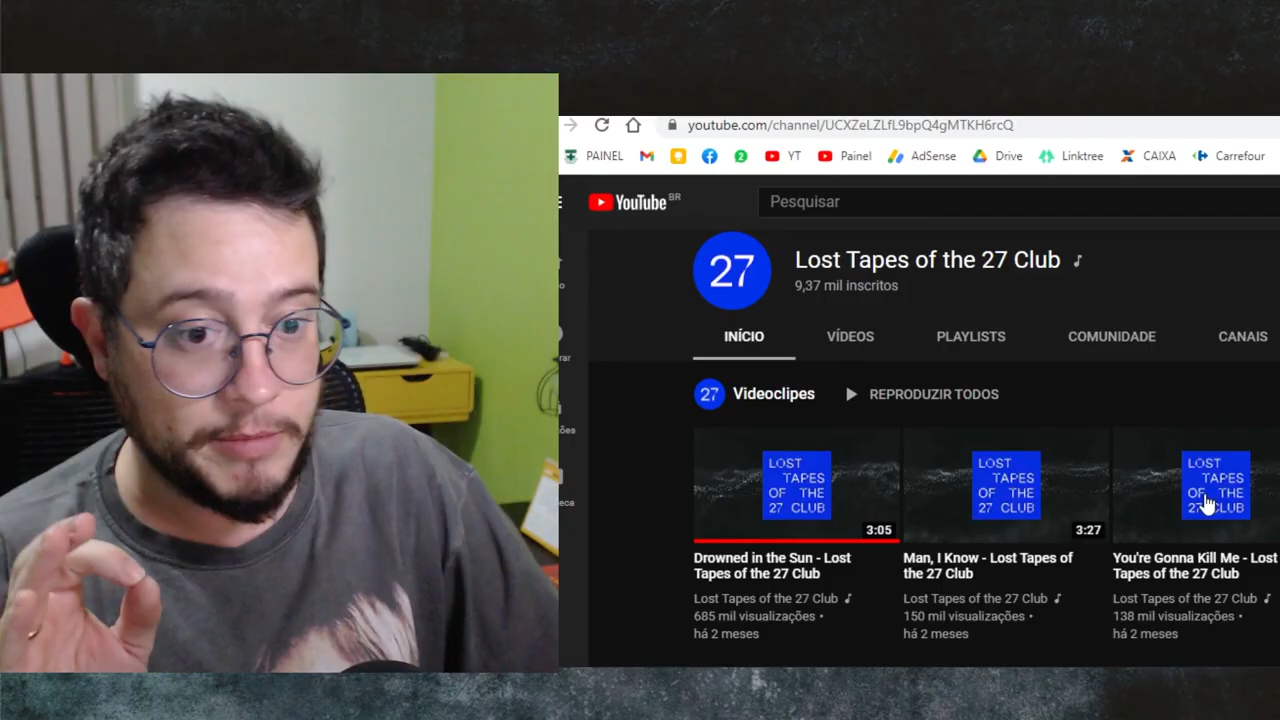 youtube.com/channel/UCXZeLZLfL9bpQ4gMTKH6rcQ
PAINEL 2 YT Painel AdSense Drive Linktree CAIXA Carrefour
YouTube BR
Pesquisar
27
Lost Tapes of the 27 Club
9,37 mil inscritos
INÍCIO VÍDEOS PLAYLISTS COMUNIDADE CANAIS
27 Videoclipes REPRODUZIR TODOS
LOST
TAPES
OF THE
27 CLUB
3:05
LOST
TAPES
OF THE
27 CLUB
3:27
LOST
TAPES
OF THE
27 CLUB
Drowned in the Sun - Lost
Tapes of the 27 Club
Lost Tapes of the 27 Club
685 mil visualizações •
há 2 meses
Man, I Know - Lost Tapes of
the 27 Club
Lost Tapes of the 27 Club
150 mil visualizações •
há 2 meses
You're Gonna Kill Me - Lost
Tapes of the 27 Club
Lost Tapes of the 27 Club
138 mil visualizações •
há 2 meses